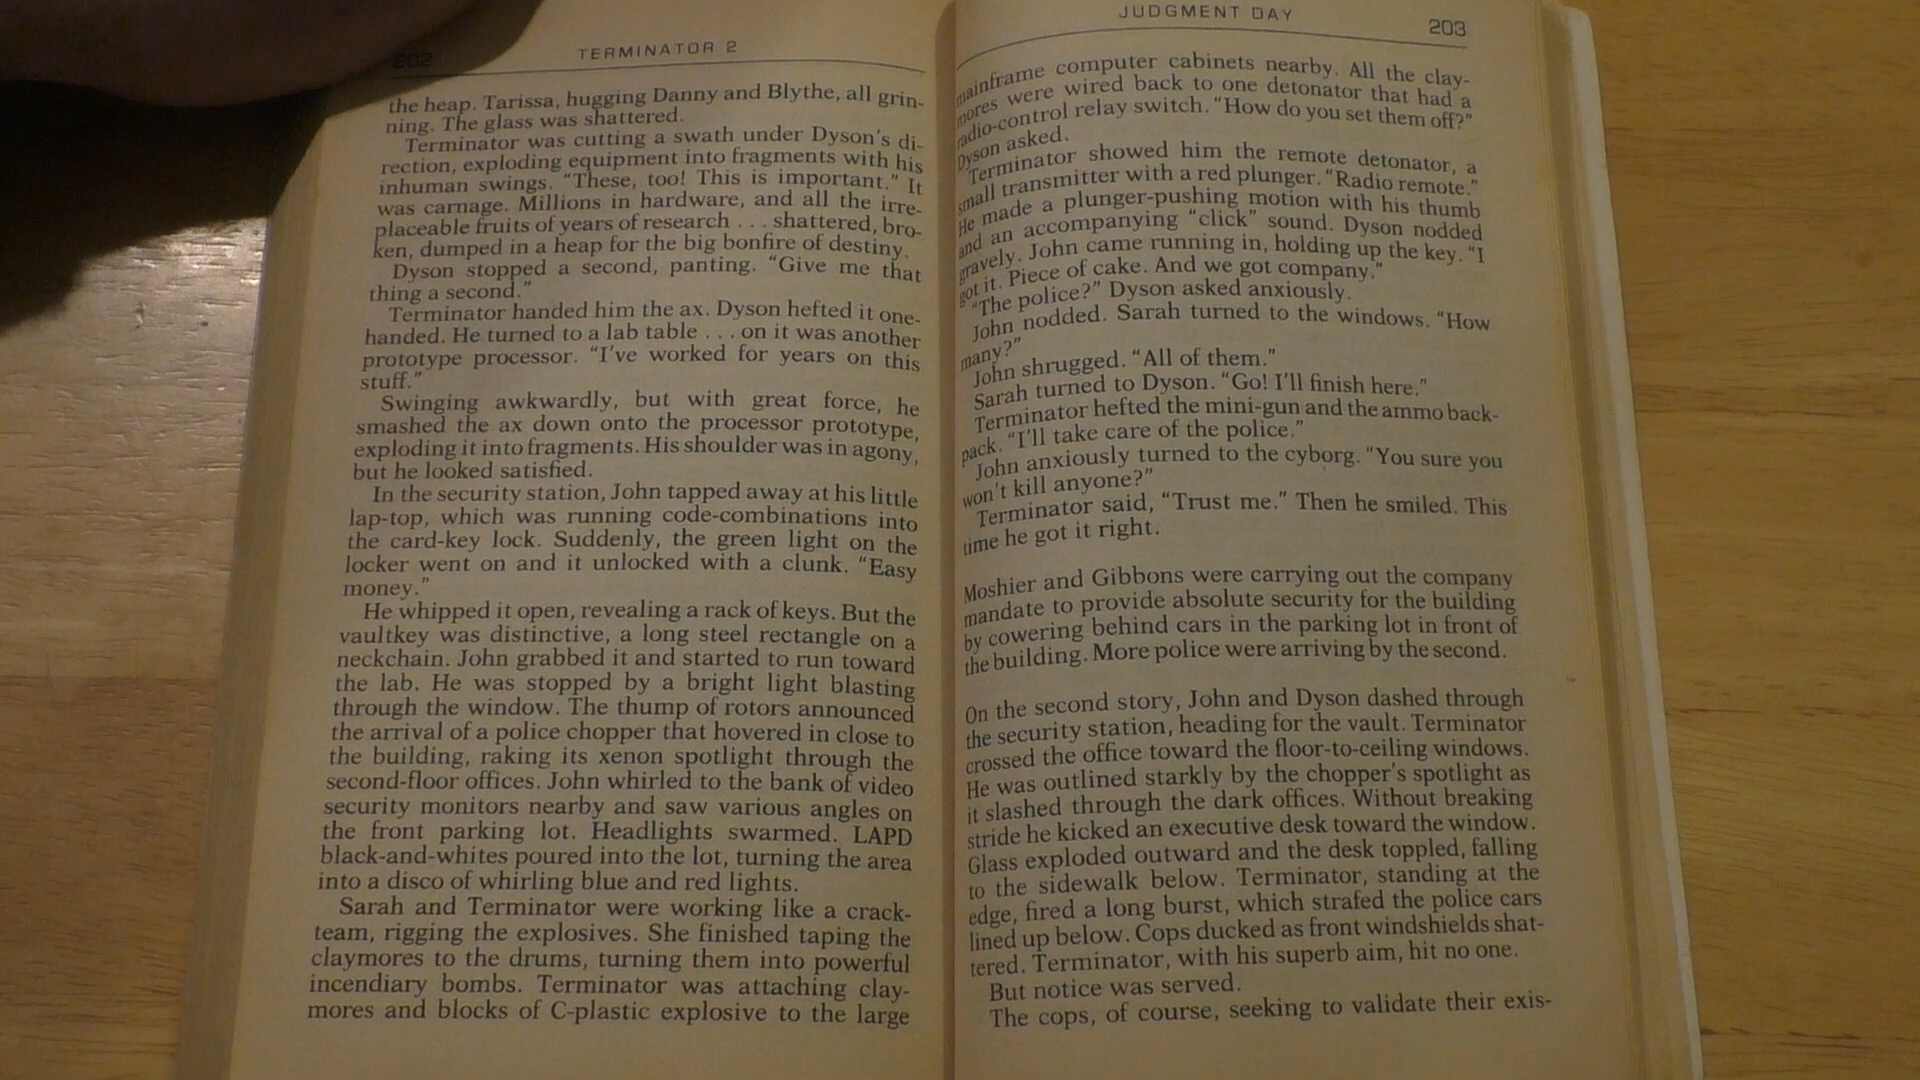 202
TERMINATOR 2
the heap. Tarissa, hugging Danny and Blythe, all grin-
ning. The glass was shattered.
Terminator was cutting a swath under Dyson's di-
rection, exploding equipment into fragments with his
inhuman swings. “These, too! This is important.” It
was carnage. Millions in hardware, and all the irre-
placeable fruits of years of research . . . shattered, bro-
ken, dumped in a heap for the big bonfire of destiny.
Dyson stopped a second, panting. “Give me that
thing a second.”
Terminator handed him the ax. Dyson hefted it one-
handed. He turned to a lab table . . . on it was another
prototype processor. “I've worked for years on this
stuff.”
Swinging awkwardly, but with great force, he
smashed the ax down onto the processor prototype,
exploding it into fragments. His shoulder was in agony,
but he looked satisfied.
In the security station, John tapped away at his little
lap-top, which was running code-combinations into
the card-key lock. Suddenly, the green light on the
locker went on and it unlocked with a clunk. “Easy
money.”
He whipped it open, revealing a rack of keys. But the
vaultkey was distinctive, a long steel rectangle on a
neckchain. John grabbed it and started to run toward
the lab. He was stopped by a bright light blasting
through the window. The thump of rotors announced
the arrival of a police chopper that hovered in close to
the building, raking its xenon spotlight through the
second-floor offices. John whirled to the bank of video
security monitors nearby and saw various angles on
the front parking lot. Headlights swarmed. LAPD
black-and-whites poured into the lot, turning the area
into a disco of whirling blue and red lights.
Sarah and Terminator were working like a crack-
team, rigging the explosives. She finished taping the
claymores to the drums, turning them into powerful
incendiary bombs. Terminator was attaching clay-
mores and blocks of C-plastic explosive to the large
JUDGMENT DAY
203
mainframe computer cabinets nearby. All the clay-
mores were wired back to one detonator that had a
radio-control relay switch. “How do you set them off?”
Dyson asked.
Terminator showed him the remote detonator, a
small transmitter with a red plunger. “Radio remote.”
He made a plunger-pushing motion with his thumb
and an accompanying “click” sound. Dyson nodded
gravely. John came running in, holding up the key. “I
got it. Piece of cake. And we got company.”
“The police?” Dyson asked anxiously.
John nodded. Sarah turned to the windows. “How
many?”
John shrugged. “All of them.”
Sarah turned to Dyson. “Go! I'll finish here.”
Terminator hefted the mini-gun and the ammo back-
pack. “I'll take care of the police.”
John anxiously turned to the cyborg. “You sure you
won't kill anyone?”
Terminator said, “Trust me.” Then he smiled. This
time he got it right.
Moshier and Gibbons were carrying out the company
mandate to provide absolute security for the building
by cowering behind cars in the parking lot in front of
the building. More police were arriving by the second.
On the second story, John and Dyson dashed through
the security station, heading for the vault. Terminator
crossed the office toward the floor-to-ceiling windows.
He was outlined starkly by the chopper's spotlight as
it slashed through the dark offices. Without breaking
stride he kicked an executive desk toward the window.
Glass exploded outward and the desk toppled, falling
to the sidewalk below. Terminator, standing at the
edge, fired a long burst, which strafed the police cars
lined up below. Cops ducked as front windshields shat-
tered. Terminator, with his superb aim, hit no one.
But notice was served.
The cops, of course, seeking to validate their exis-